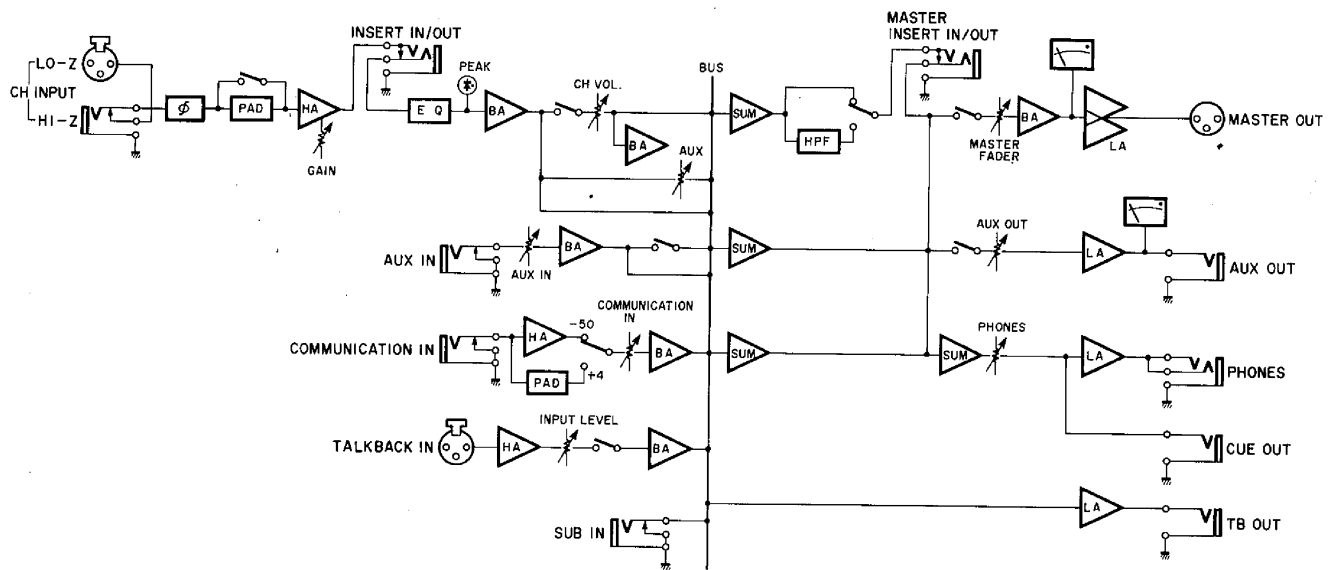 LO-Z
CH INPUT
HI-Z
φ
PAD
HA
GAIN
INSERT IN/OUT
EQ
PEAK
BA
CH VOL.
BA
AUX
BUS
SUM
HPF
MASTER
INSERT IN/OUT
MASTER
FADER
BA
LA
MASTER OUT
AUX IN
AUX IN
BA
SUM
AUX OUT
LA
AUX OUT
COMMUNICATION IN
HA
PAD
-50
+4
COMMUNICATION
IN
BA
SUM
SUM
PHONES
LA
PHONES
CUE OUT
TALKBACK IN
HA
INPUT LEVEL
BA
SUB IN
LA
TB OUT